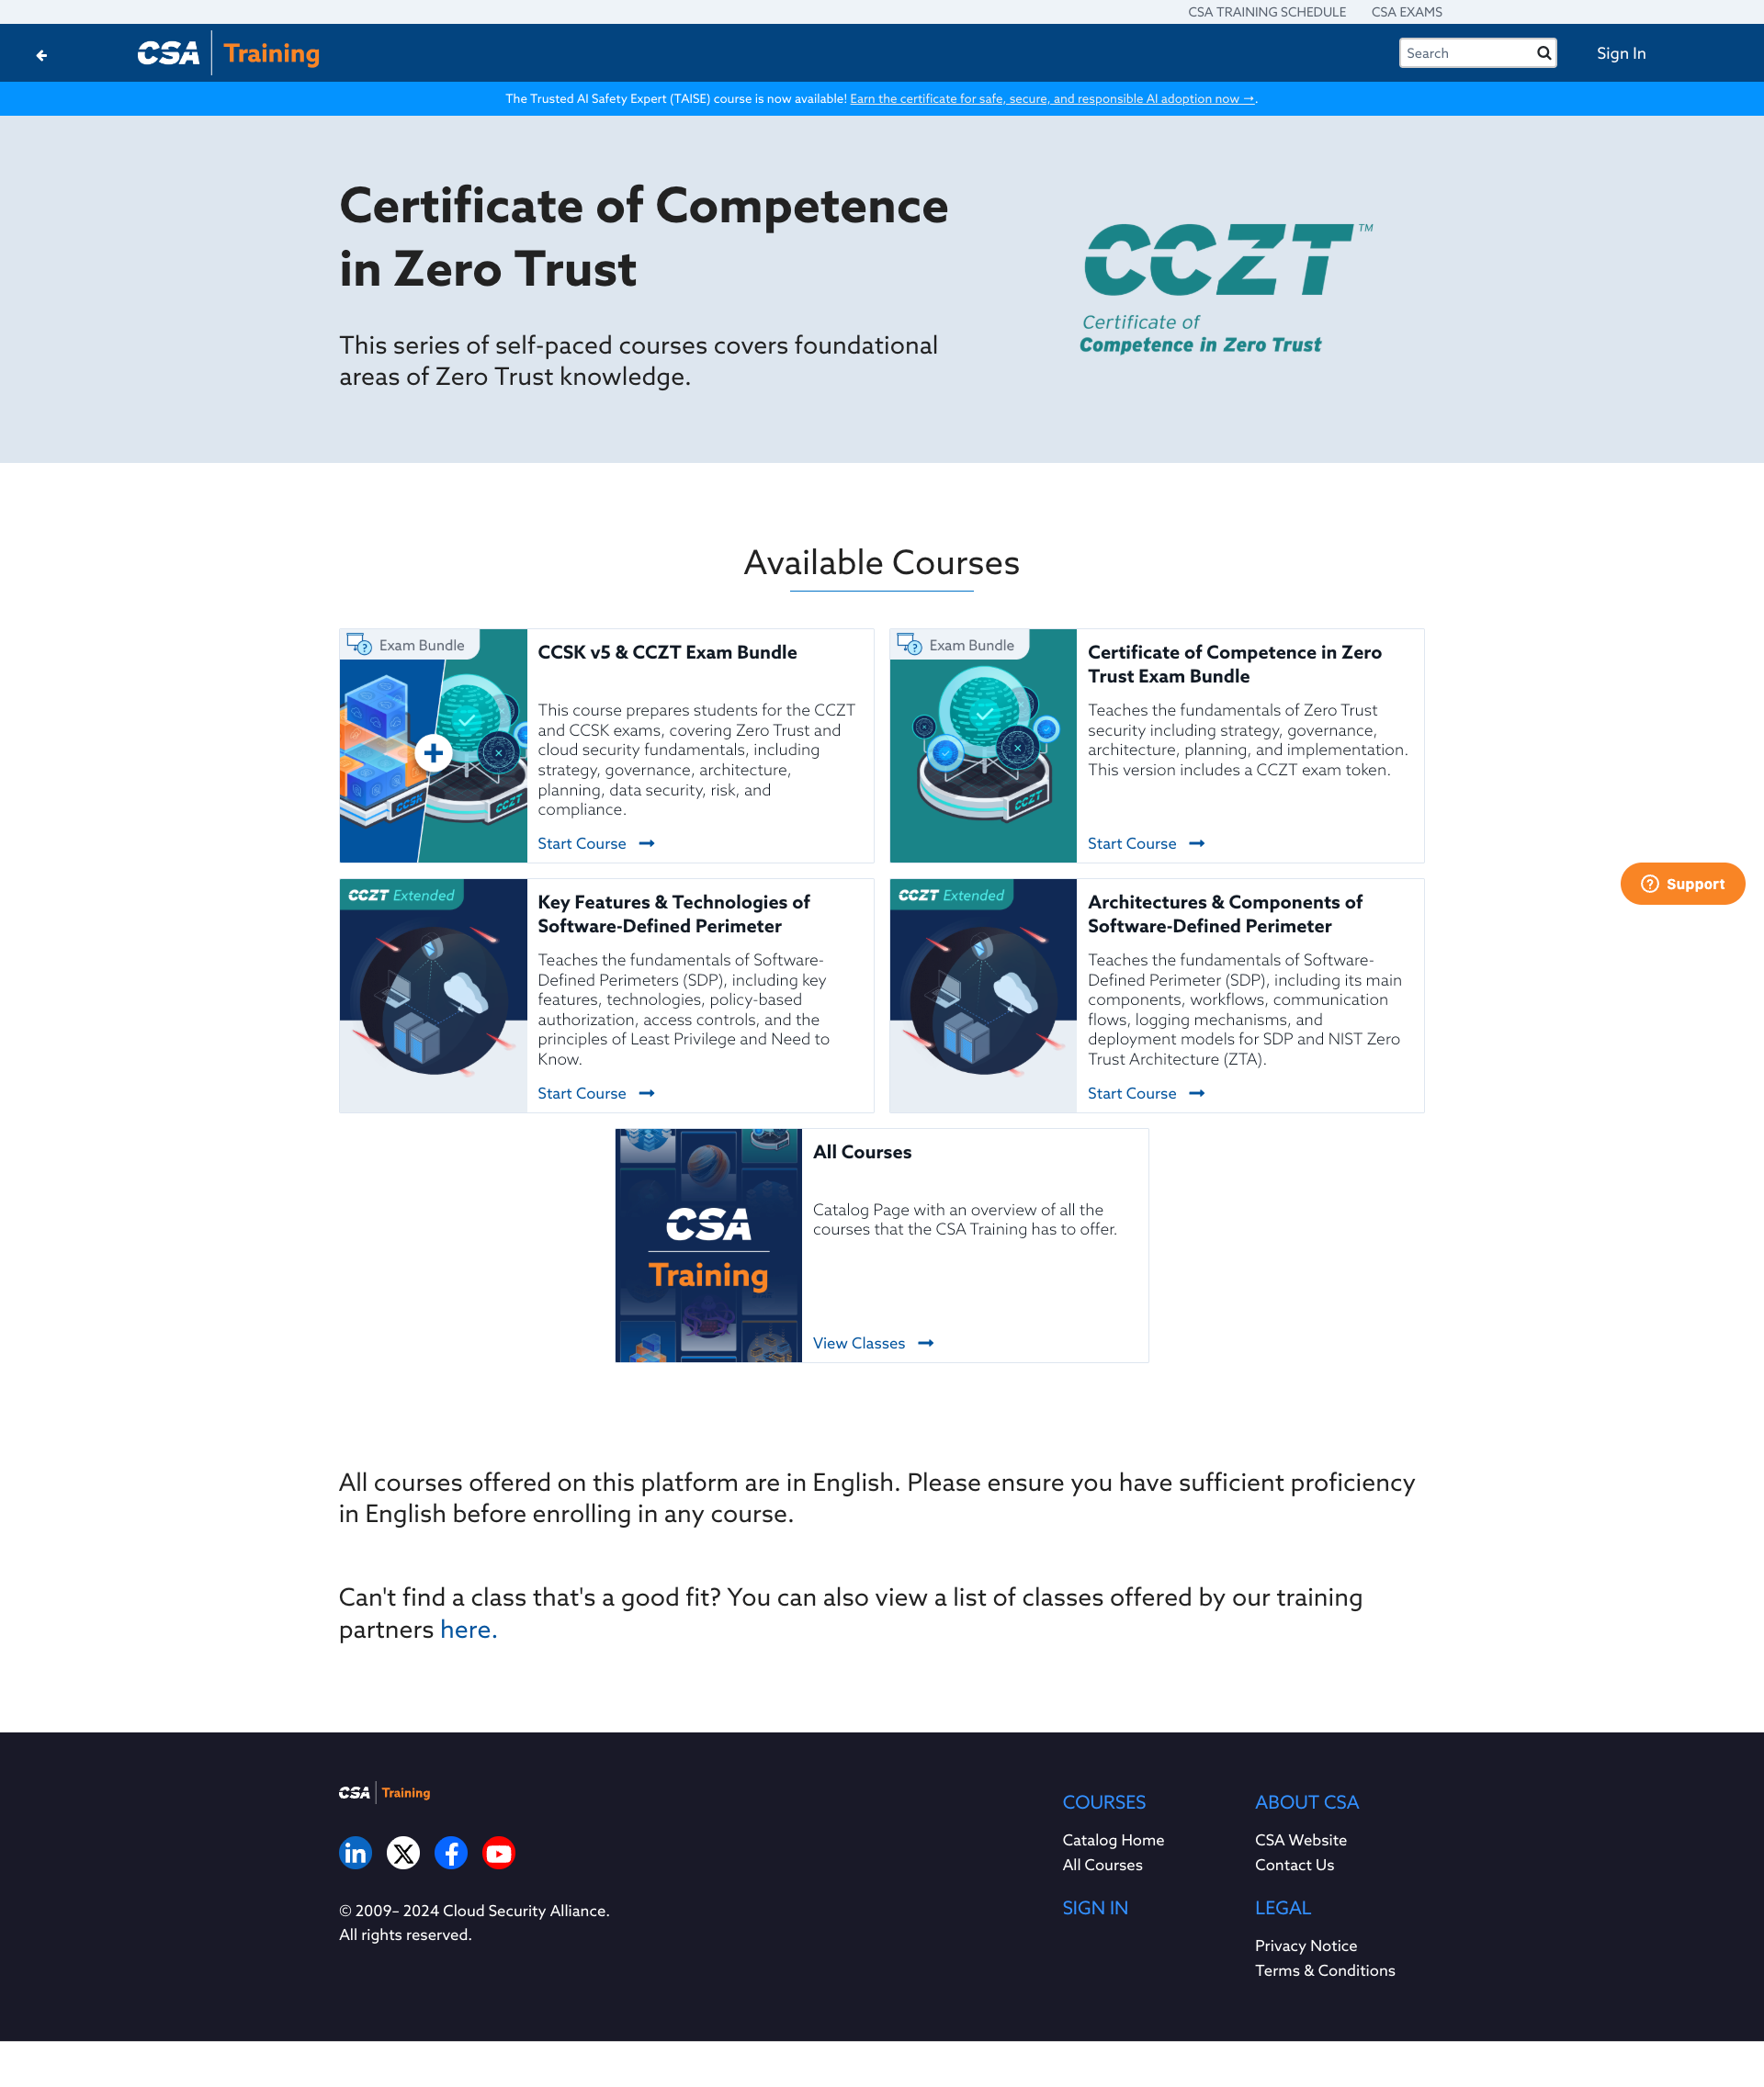 CSA TRAINING SCHEDULE CSA EXAMS
CSA Training
Search
Sign In
The Trusted AI Safety Expert (TAISE) course is now available! Earn the certificate for safe, secure, and responsible AI adoption now →.
Certificate of Competence
in Zero Trust
This series of self-paced courses covers foundational
areas of Zero Trust knowledge.
CCZT™
Certificate of
Competence in Zero Trust
Available Courses
Exam Bundle
CCSK
CCZT
CCSK v5 & CCZT Exam Bundle
This course prepares students for the CCZT
and CCSK exams, covering Zero Trust and
cloud security fundamentals, including
strategy, governance, architecture,
planning, data security, risk, and
compliance.
Start Course
Exam Bundle
CCZT
Certificate of Competence in Zero
Trust Exam Bundle
Teaches the fundamentals of Zero Trust
security including strategy, governance,
architecture, planning, and implementation.
This version includes a CCZT exam token.
Start Course
CCZT Extended
Key Features & Technologies of
Software-Defined Perimeter
Teaches the fundamentals of Software-
Defined Perimeters (SDP), including key
features, technologies, policy-based
authorization, access controls, and the
principles of Least Privilege and Need to
Know.
Start Course
CCZT Extended
Architectures & Components of
Software-Defined Perimeter
Teaches the fundamentals of Software-
Defined Perimeter (SDP), including its main
components, workflows, communication
flows, logging mechanisms, and
deployment models for SDP and NIST Zero
Trust Architecture (ZTA).
Start Course
Support
CSA
Training
All Courses
Catalog Page with an overview of all the
courses that the CSA Training has to offer.
View Classes
All courses offered on this platform are in English. Please ensure you have sufficient proficiency
in English before enrolling in any course.
Can't find a class that's a good fit? You can also view a list of classes offered by our training
partners here.
CSA Training
© 2009– 2024 Cloud Security Alliance.
All rights reserved.
COURSES
Catalog Home
All Courses
SIGN IN
ABOUT CSA
CSA Website
Contact Us
LEGAL
Privacy Notice
Terms & Conditions